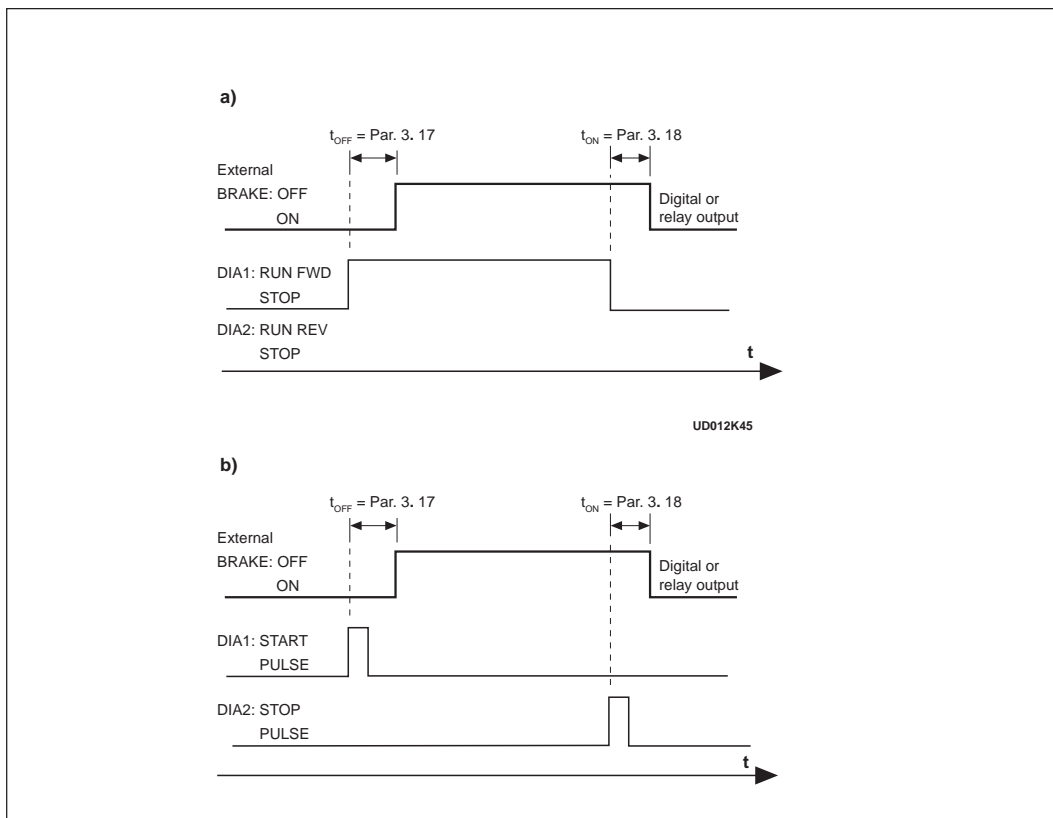 a)
t_OFF = Par. 3. 17
t_ON = Par. 3. 18
External
BRAKE: OFF
ON
Digital or
relay output
DIA1: RUN FWD
STOP
DIA2: RUN REV
STOP
t
UD012K45
b)
t_OFF = Par. 3. 17
t_ON = Par. 3. 18
External
BRAKE: OFF
ON
Digital or
relay output
DIA1: START
PULSE
DIA2: STOP
PULSE
t